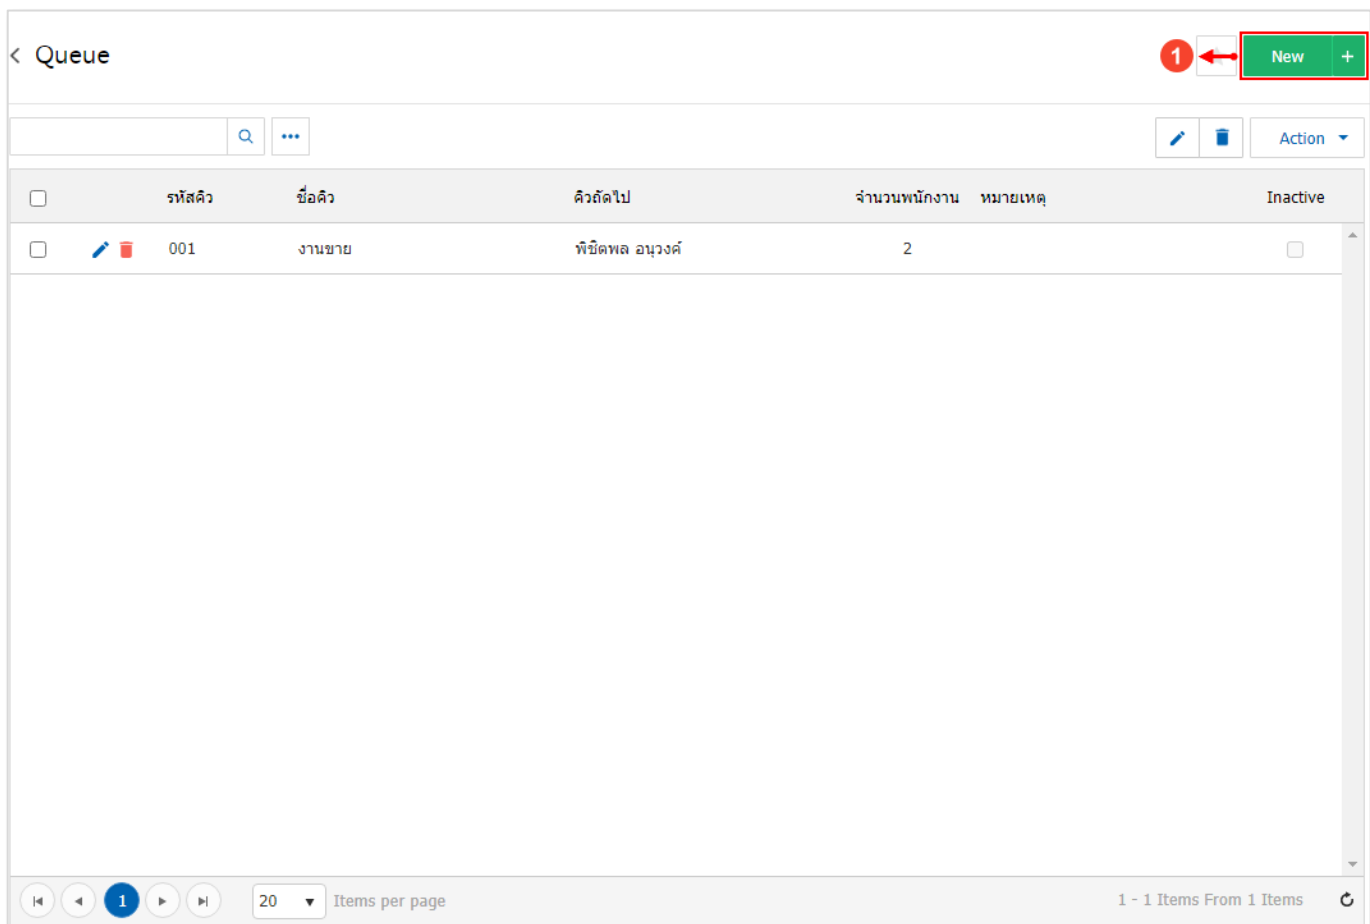 Queue
1
New +
Action
รหัสคิว ชื่อคิว คิวถัดไป จำนวนพนักงาน หมายเหตุ Inactive
001 งานขาย พิชิตพล อนุวงค์ 2
1 20 Items per page 1 - 1 Items From 1 Items